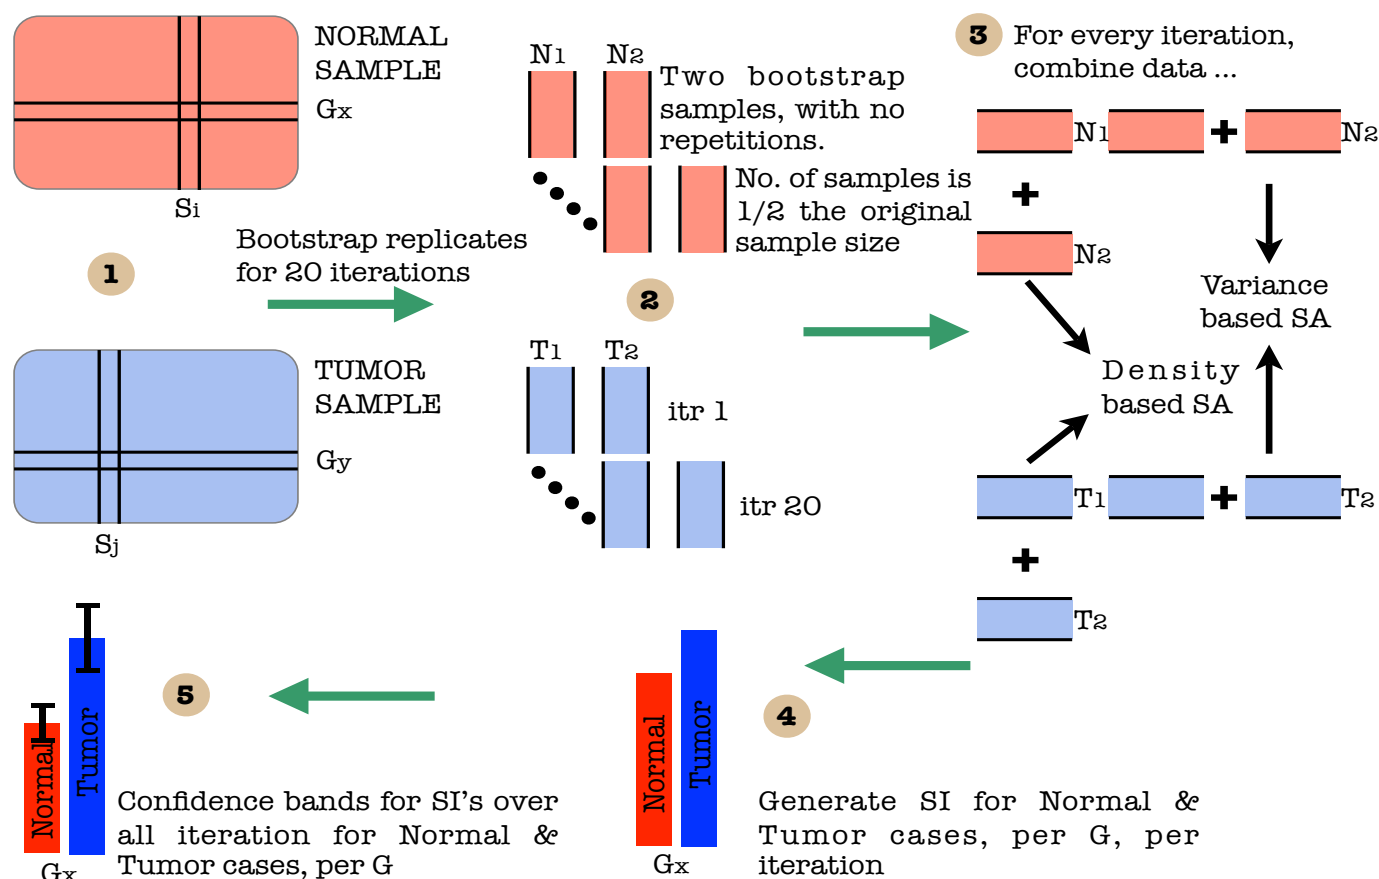 NORMAL
SAMPLE
Gx
Si
1
Bootstrap replicates
for 20 iterations
TUMOR
SAMPLE
Gy
Sj
N1 N2
Two bootstrap
samples, with no
repetitions.
No. of samples is
1/2 the original
sample size
2
T1 T2
itr 1
itr 20
3
For every iteration,
combine data ...
N1 + N2
+
N2
Variance
based SA
Density
based SA
T1 + T2
+
T2
4
Normal
Tumor
Gx
Generate SI for Normal &
Tumor cases, per G, per
iteration
5
Normal
Tumor
Gx
Confidence bands for SI's over
all iteration for Normal &
Tumor cases, per G